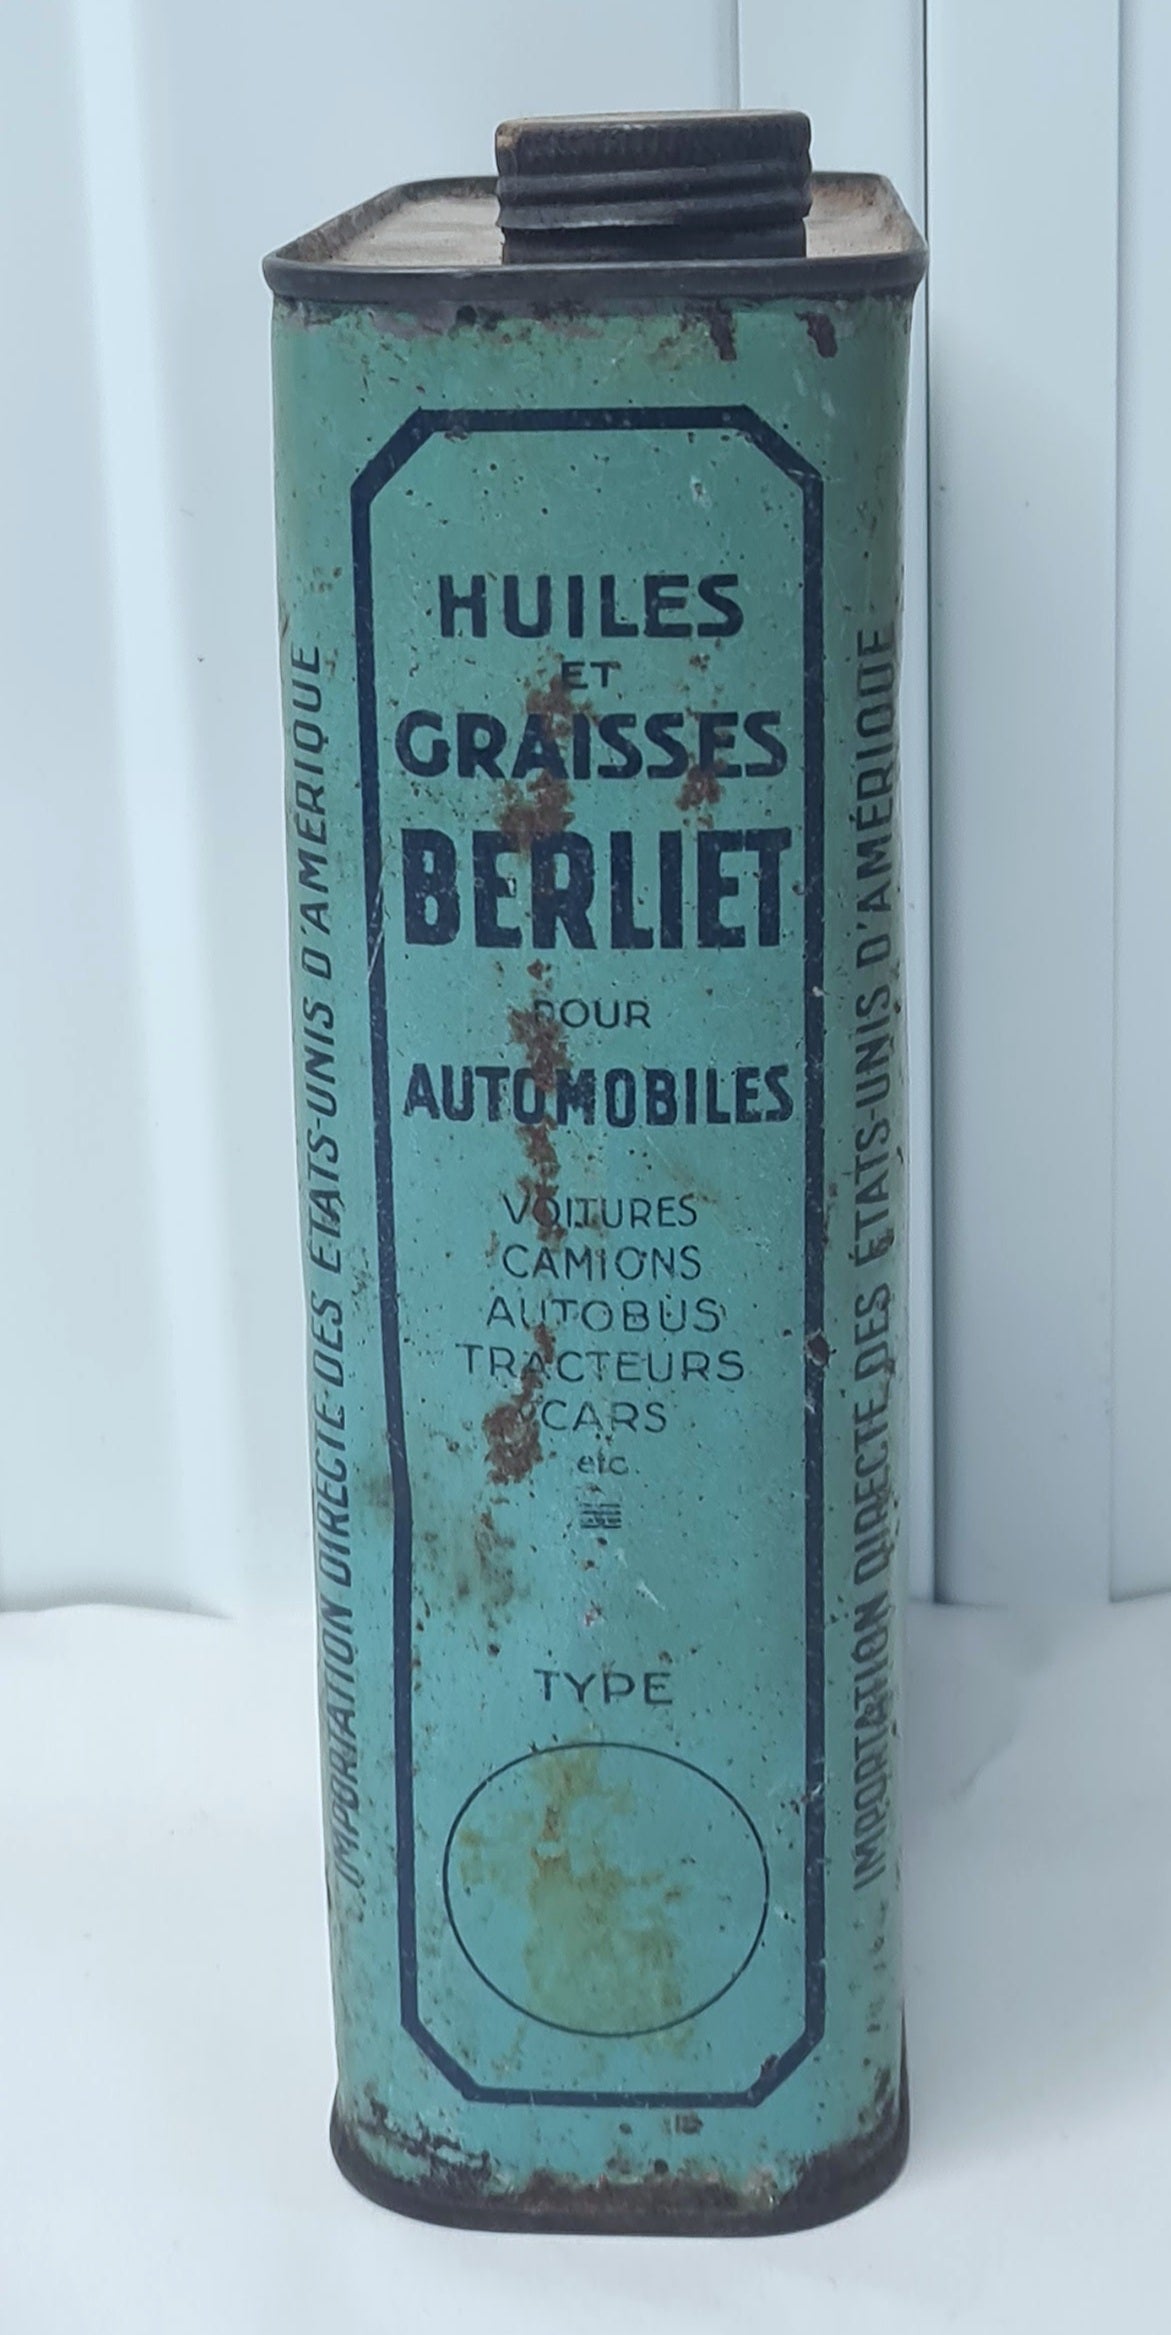 HUILES
ET
GRAISSES
BERLIET
POUR
AUTOMOBILES
VOITURES
CAMIONS
AUTOBUS
TRACTEURS
CARS
etc.
TYPE
IMPORTATION DIRECTE DES ÉTATS-UNIS D'AMÉRIQUE
IMPORTATION DIRECTE DES ÉTATS-UNIS D'AMÉRIQUE